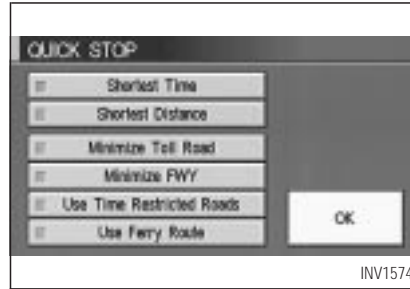 QUICK STOP
Shortest Time
Shortest Distance
Minimize Toll Road
Minimize FWY
Use Time Restricted Roads
Use Ferry Route
OK
INV1574